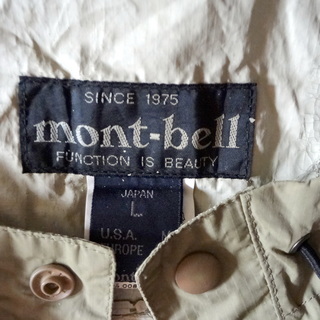 SINCE 1975
mont-bell
FUNCTION IS BEAUTY
JAPAN
L
U.S.A.
EUROPE